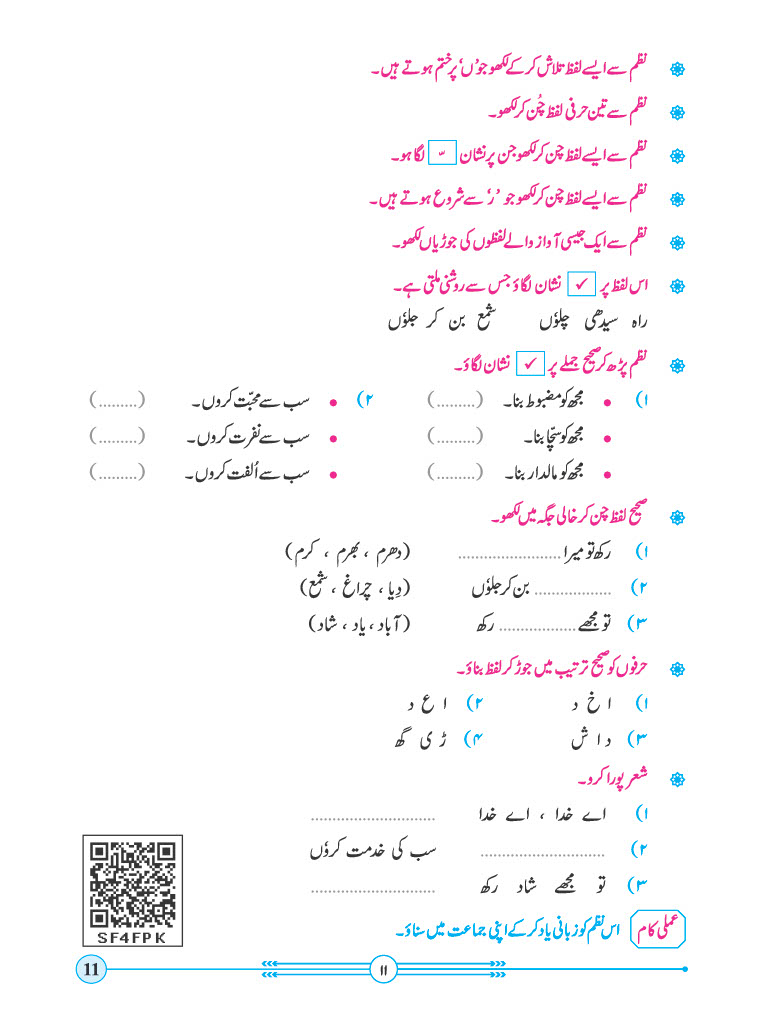 نظم سے ایسے لفظ تلاش کر کے لکھو جو ’ں‘ پر ختم ہوتے ہیں۔
نظم سے تین حرفی لفظ چُن کر لکھو۔
نظم سے ایسے لفظ چن کر لکھو جن پر نشان ّ لگا ہو۔
نظم سے ایسے لفظ چن کر لکھو جو ’ر‘ سے شروع ہوتے ہیں۔
نظم سے ایک جیسی آواز والے لفظوں کی جوڑیاں لکھو۔
اس لفظ پر ✓ نشان لگاؤ جس سے روشنی ملتی ہے۔
راہ سیدھی چلوٗں شمع بن کر جلوٗں
نظم پڑھ کر صحیح جملے پر ✓ نشان لگاؤ۔
۱) • مجھ کو مضبوط بنا۔ (.........) ۲) • سب سے محبّت کروں۔ (.........)
• مجھ کو سچّا بنا۔ (.........) • سب سے نفرت کروں۔ (.........)
• مجھ کو مالدار بنا۔ (.........) • سب سے اُلفت کروں۔ (.........)
صحیح لفظ چن کر خالی جگہ میں لکھو۔
۱) رکھ تو میرا ........................ (دھرم ، بھرم ، کرم)
۲) .................. بن کر جلوٗں (دِیا ، چراغ ، شمع)
۳) تو مجھے .................. رکھ (آباد ، یاد ، شاد)
حرفوں کو صحیح ترتیب میں جوڑ کر لفظ بناؤ۔
۱) ا خ د ۲) ا ع د
۳) د ا ش ۴) ڑ ی گھ
شعر پورا کرو۔
۱) اے خدا ، اے خدا .............................
۲) ............................. سب کی خدمت کروٗں
۳) تو مجھے شاد رکھ .............................
عملی کام اس نظم کو زبانی یاد کر کے اپنی جماعت میں سناؤ۔
SF4FPK
۱۱
11